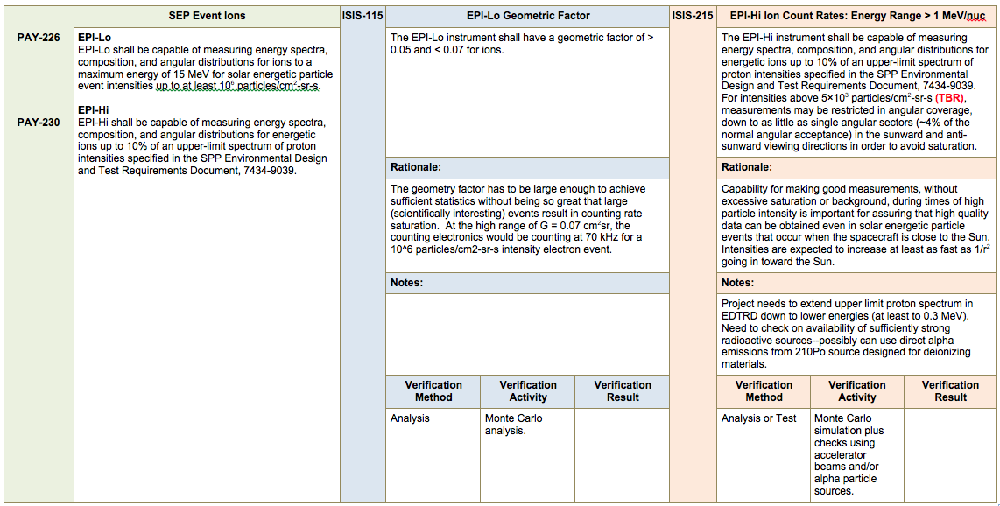 SEP Event Ions
PAY-226
EPI-Lo
EPI-Lo shall be capable of measuring energy spectra,
composition, and angular distributions for ions to a
maximum energy of 15 MeV for solar energetic particle
event intensities up to at least 10⁶ particles/cm²-sr-s.
PAY-230
EPI-Hi
EPI-Hi shall be capable of measuring energy spectra,
composition, and angular distributions for energetic
ions up to 10% of an upper-limit spectrum of proton
intensities specified in the SPP Environmental Design
and Test Requirements Document, 7434-9039.
ISIS-115
EPI-Lo Geometric Factor
The EPI-Lo instrument shall have a geometric factor of >
0.05 and < 0.07 for ions.
Rationale:
The geometry factor has to be large enough to achieve
sufficient statistics without being so great that large
(scientifically interesting) events result in counting rate
saturation.  At the high range of G = 0.07 cm²sr, the
counting electronics would be counting at 70 kHz for a
10^6 particles/cm2-sr-s intensity electron event.
Notes:
Verification Method
Verification Activity
Verification Result
Analysis
Monte Carlo
analysis.
ISIS-215
EPI-Hi Ion Count Rates: Energy Range > 1 MeV/nuc
The EPI-Hi instrument shall be capable of measuring
energy spectra, composition, and angular distributions for
energetic ions up to 10% of an upper-limit spectrum of
proton intensities specified in the SPP Environmental
Design and Test Requirements Document, 7434-9039.
For intensities above 5×10³ particles/cm²-sr-s (TBR),
measurements may be restricted in angular coverage,
down to as little as single angular sectors (~4% of the
normal angular acceptance) in the sunward and anti-
sunward viewing directions in order to avoid saturation.
Rationale:
Capability for making good measurements, without
excessive saturation or background, during times of high
particle intensity is important for assuring that high quality
data can be obtained even in solar energetic particle
events that occur when the spacecraft is close to the Sun.
Intensities are expected to increase at least as fast as 1/r²
going in toward the Sun.
Notes:
Project needs to extend upper limit proton spectrum in
EDTRD down to lower energies (at least to 0.3 MeV).
Need to check on availability of sufficiently strong
radioactive sources--possibly can use direct alpha
emissions from 210Po source designed for deionizing
materials.
Verification Method
Verification Activity
Verification Result
Analysis or Test
Monte Carlo
simulation plus
checks using
accelerator
beams and/or
alpha particle
sources.